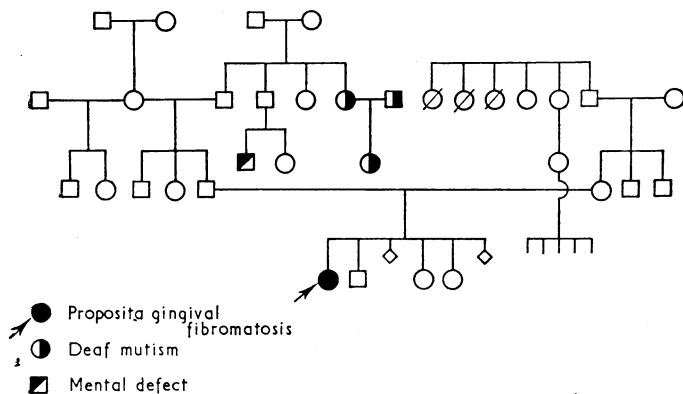 Proposita gingival
fibromatosis
Deaf mutism
Mental defect